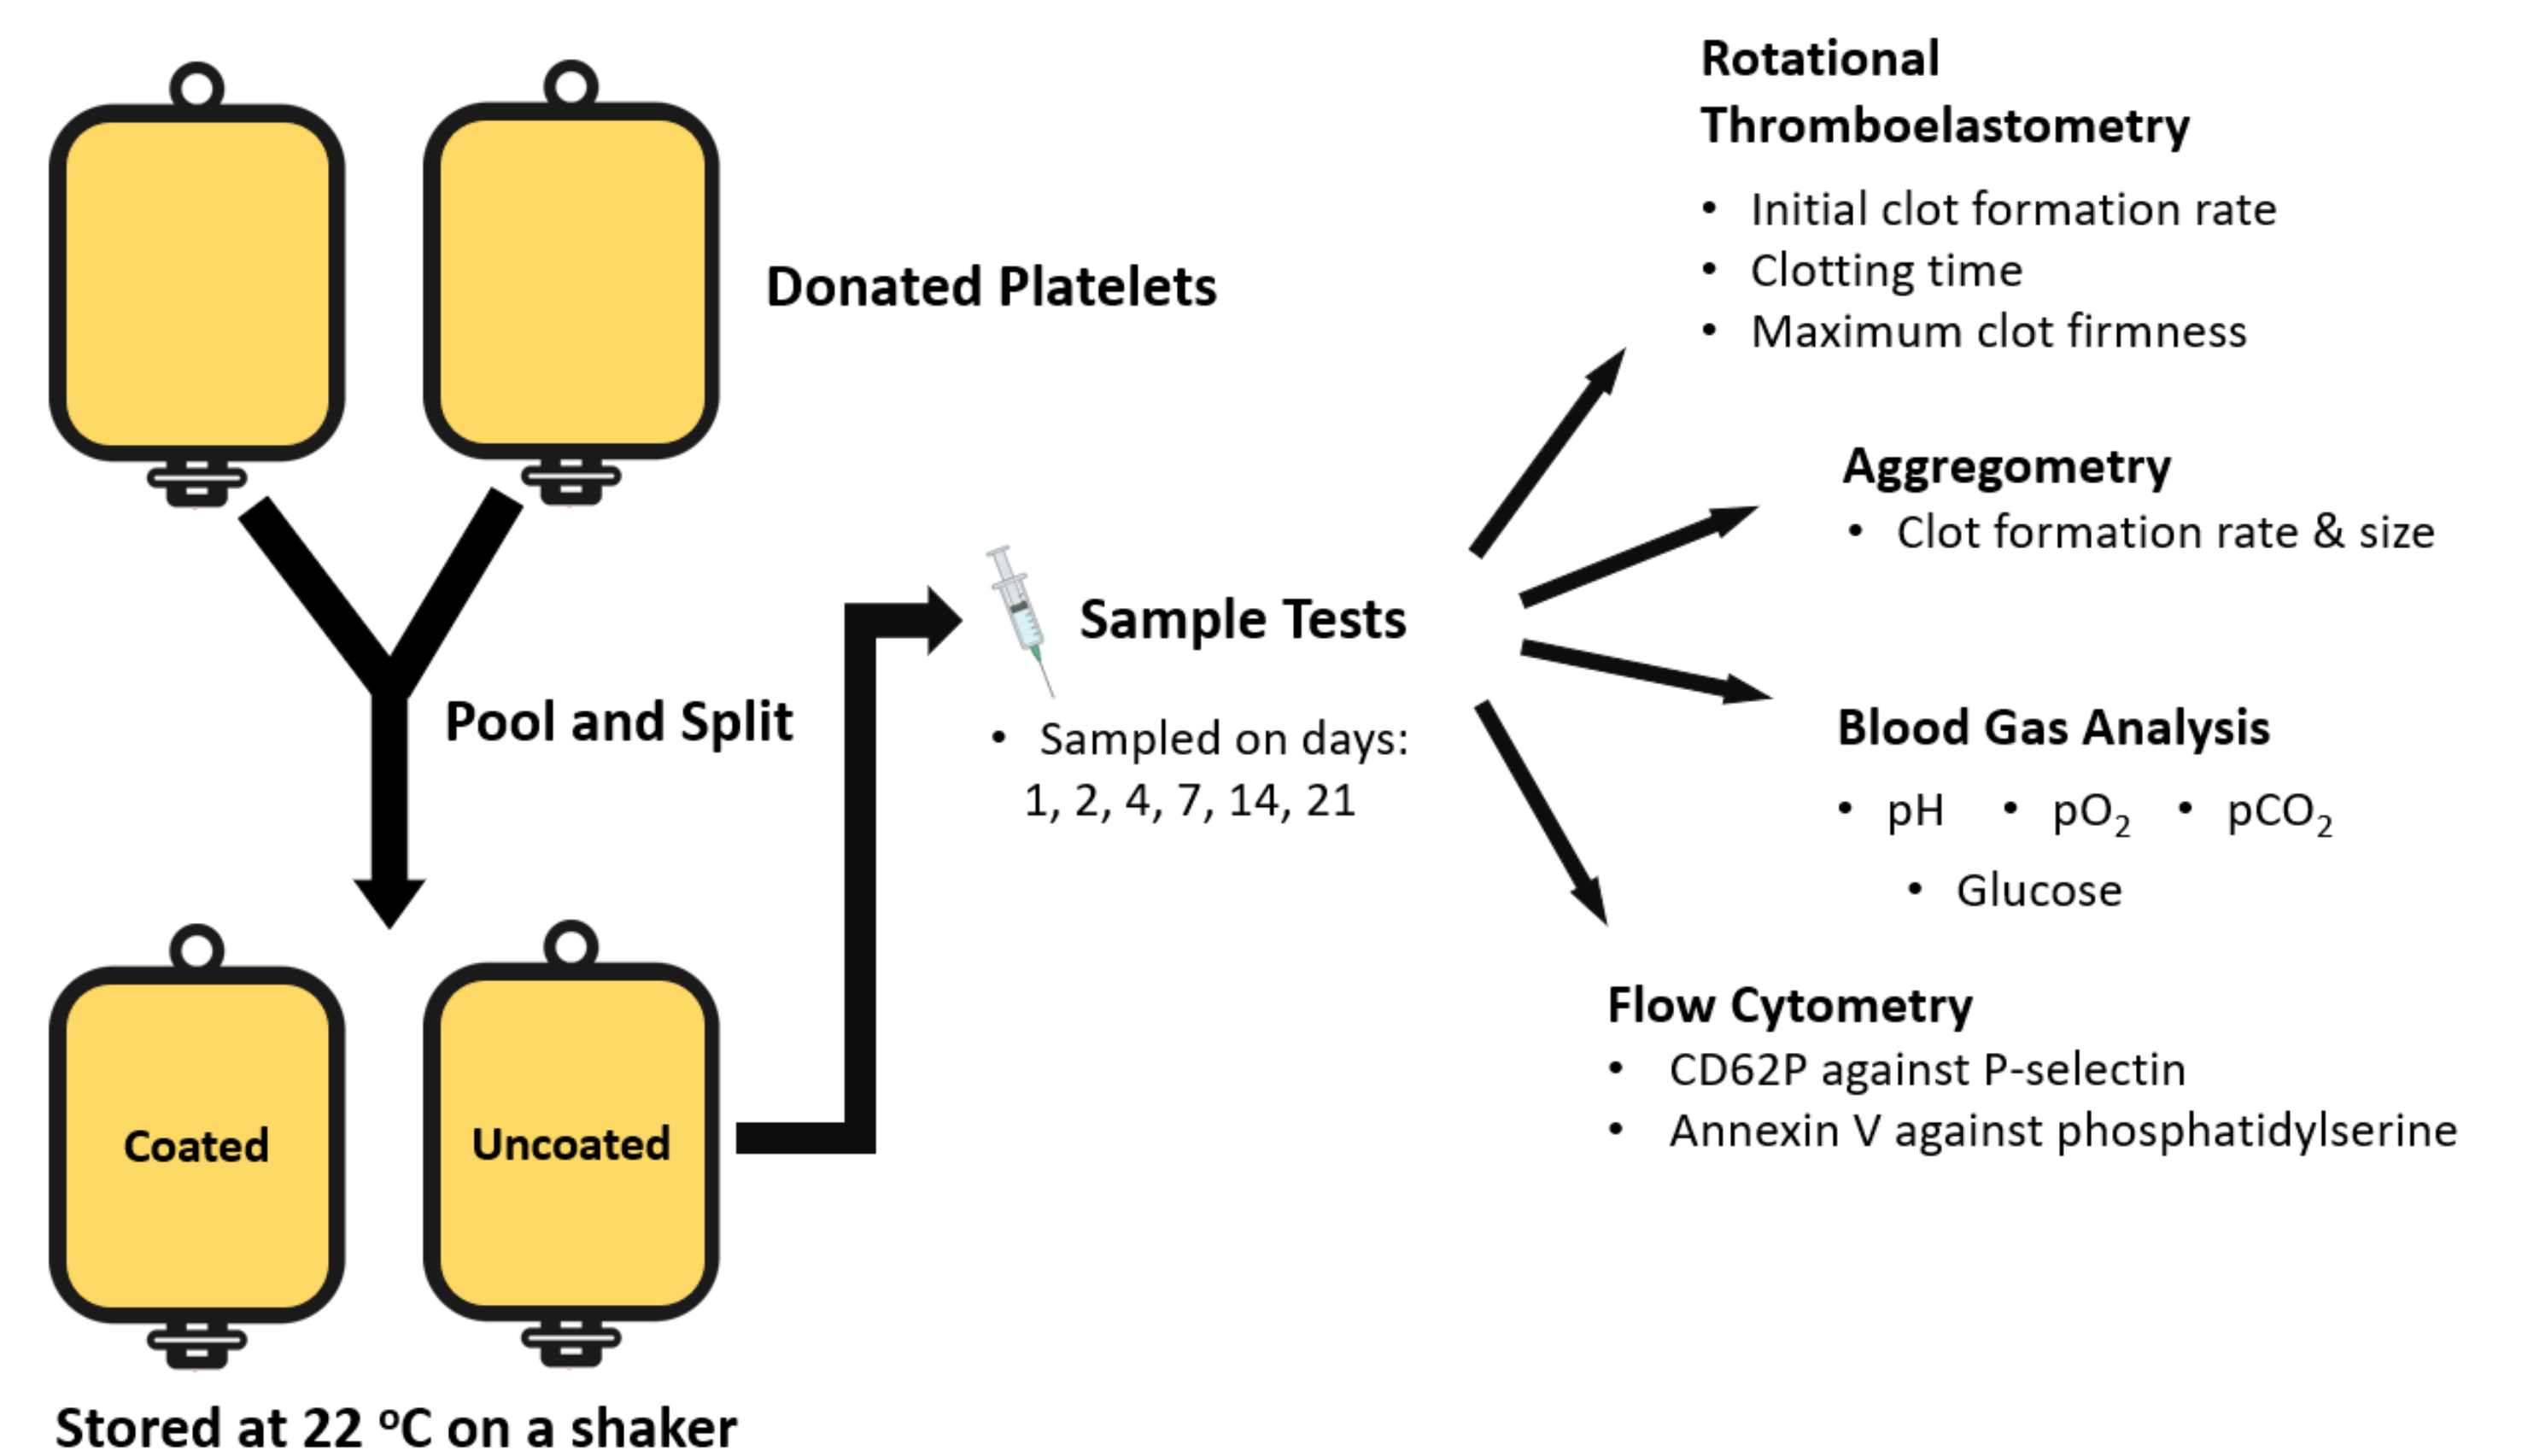 Donated Platelets
Pool and Split
Coated
Uncoated
Stored at 22 ºC on a shaker
Sample Tests
• Sampled on days:
1, 2, 4, 7, 14, 21
Rotational
Thromboelastometry
• Initial clot formation rate
• Clotting time
• Maximum clot firmness
Aggregometry
• Clot formation rate & size
Blood Gas Analysis
• pH • pO₂ • pCO₂
• Glucose
Flow Cytometry
• CD62P against P-selectin
• Annexin V against phosphatidylserine